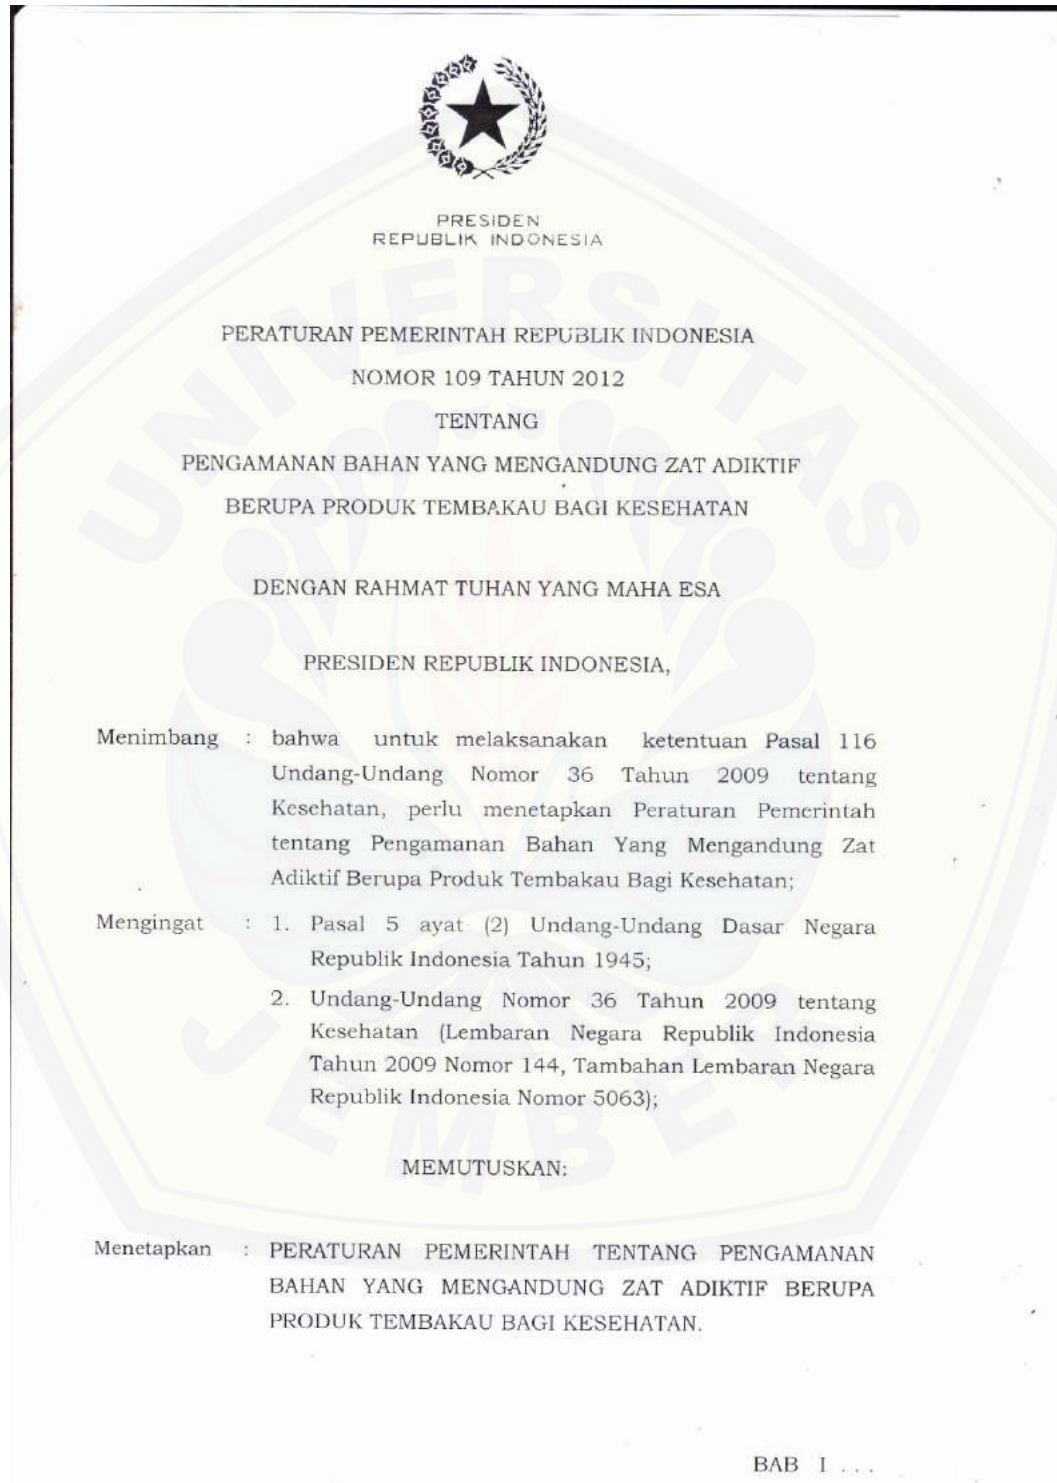 PRESIDEN
REPUBLIK INDONESIA
PERATURAN PEMERINTAH REPUBLIK INDONESIA
NOMOR 109 TAHUN 2012
TENTANG
PENGAMANAN BAHAN YANG MENGANDUNG ZAT ADIKTIF
BERUPA PRODUK TEMBAKAU BAGI KESEHATAN
DENGAN RAHMAT TUHAN YANG MAHA ESA
PRESIDEN REPUBLIK INDONESIA,
Menimbang : bahwa untuk melaksanakan ketentuan Pasal 116
Undang-Undang Nomor 36 Tahun 2009 tentang
Kesehatan, perlu menetapkan Peraturan Pemerintah
tentang Pengamanan Bahan Yang Mengandung Zat
Adiktif Berupa Produk Tembakau Bagi Kesehatan;
Mengingat : 1. Pasal 5 ayat (2) Undang-Undang Dasar Negara
Republik Indonesia Tahun 1945;
2. Undang-Undang Nomor 36 Tahun 2009 tentang
Kesehatan (Lembaran Negara Republik Indonesia
Tahun 2009 Nomor 144, Tambahan Lembaran Negara
Republik Indonesia Nomor 5063);
MEMUTUSKAN:
Menetapkan : PERATURAN PEMERINTAH TENTANG PENGAMANAN
BAHAN YANG MENGANDUNG ZAT ADIKTIF BERUPA
PRODUK TEMBAKAU BAGI KESEHATAN.
BAB I ...
UNIVERSITAS
JEMBER